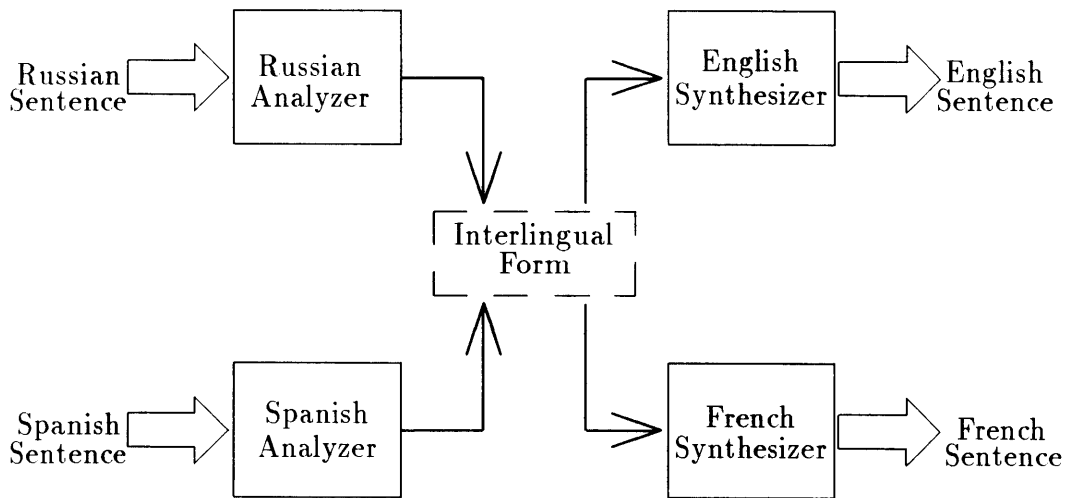 Russian
Sentence
Russian
Analyzer
English
Synthesizer
English
Sentence
Interlingual
Form
Spanish
Sentence
Spanish
Analyzer
French
Synthesizer
French
Sentence